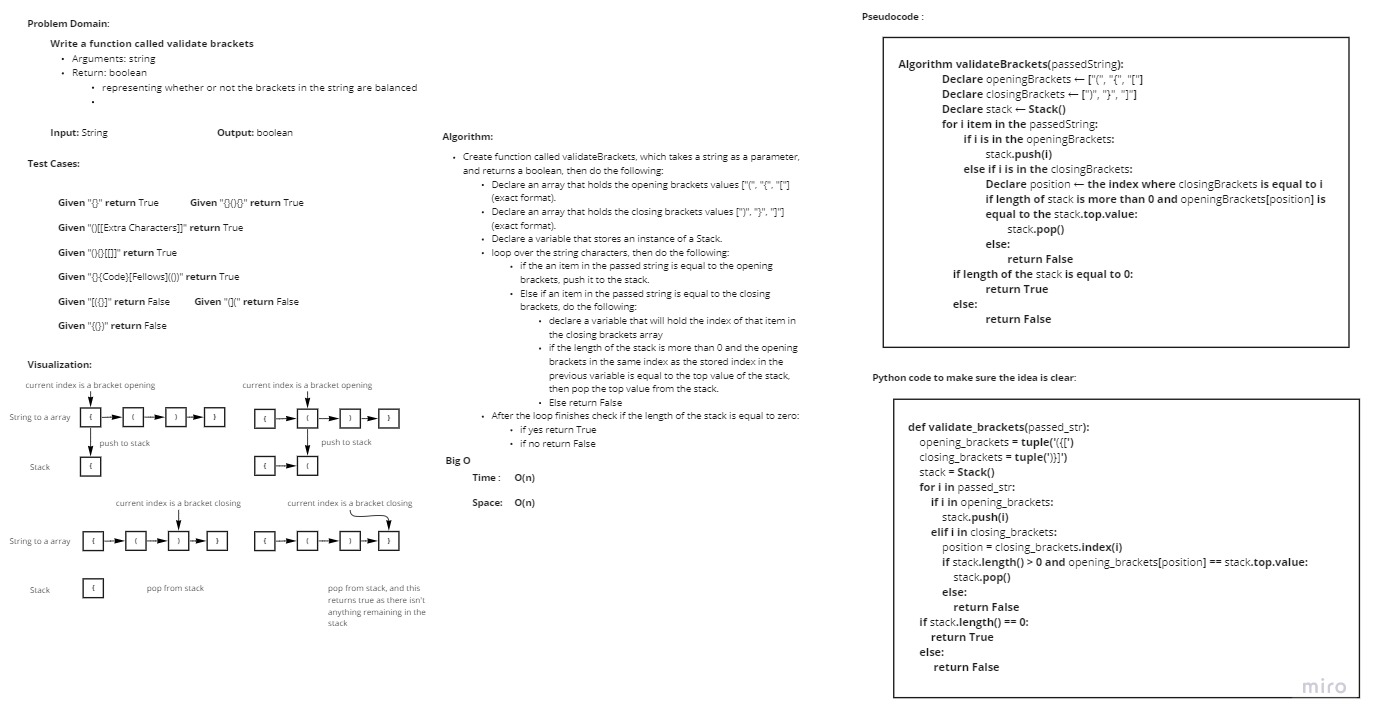 Problem Domain:
Write a function called validate brackets
• Arguments: string
• Return: boolean
• representing whether or not the brackets in the string are balanced
•
Input: String
Output: boolean
Test Cases:
Given "{}" return True
Given "{}(){}" return True
Given "()[[Extra Characters]]" return True
Given "(){}[[]]" return True
Given "{}{Code}[Fellows](())" return True
Given "[({}]" return False
Given "(](" return False
Given "{(})" return False
Visualization:
current index is a bracket opening
String to a array
{
(
)
}
push to stack
Stack
{
current index is a bracket opening
{
(
)
}
push to stack
{
(
current index is a bracket closing
String to a array
{
(
)
}
Stack
{
pop from stack
current index is a bracket closing
{
(
)
}
pop from stack, and this
returns true as there isn't
anything remaining in the
stack
Algorithm:
• Create function called validateBrackets, which takes a string as a parameter,
and returns a boolean, then do the following:
• Declare an array that holds the opening brackets values ["(", "{", "["]
(exact format).
• Declare an array that holds the closing brackets values [")", "}", "]"]
(exact format).
• Declare a variable that stores an instance of a Stack.
• loop over the string characters, then do the following:
• if the an item in the passed string is equal to the opening
brackets, push it to the stack.
• Else if an item in the passed string is equal to the closing
brackets, do the following:
• declare a variable that will hold the index of that item in
the closing brackets array
• if the length of the stack is more than 0 and the opening
brackets in the same index as the stored index in the
previous variable is equal to the top value of the stack,
then pop the top value from the stack.
• Else return False
• After the loop finishes check if the length of the stack is equal to zero:
• if yes return True
• if no return False
Big O
Time : O(n)
Space: O(n)
Pseudocode :
Algorithm validateBrackets(passedString):
Declare openingBrackets ← ["(", "{", "["]
Declare closingBrackets ← [")", "}", "]"]
Declare stack ← Stack()
for i item in the passedString:
if i is in the openingBrackets:
stack.push(i)
else if i is in the closingBrackets:
Declare position ← the index where closingBrackets is equal to i
if length of stack is more than 0 and openingBrackets[position] is
equal to the stack.top.value:
stack.pop()
else:
return False
if length of the stack is equal to 0:
return True
else:
return False
Python code to make sure the idea is clear:
def validate_brackets(passed_str):
opening_brackets = tuple('({[')
closing_brackets = tuple(')}]')
stack = Stack()
for i in passed_str:
if i in opening_brackets:
stack.push(i)
elif i in closing_brackets:
position = closing_brackets.index(i)
if stack.length() > 0 and opening_brackets[position] == stack.top.value:
stack.pop()
else:
return False
if stack.length() == 0:
return True
else:
return False
miro